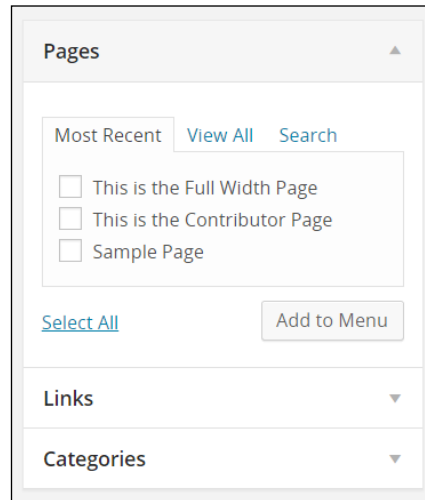 Pages
Most Recent View All Search
This is the Full Width Page
This is the Contributor Page
Sample Page
Select All Add to Menu
Links
Categories